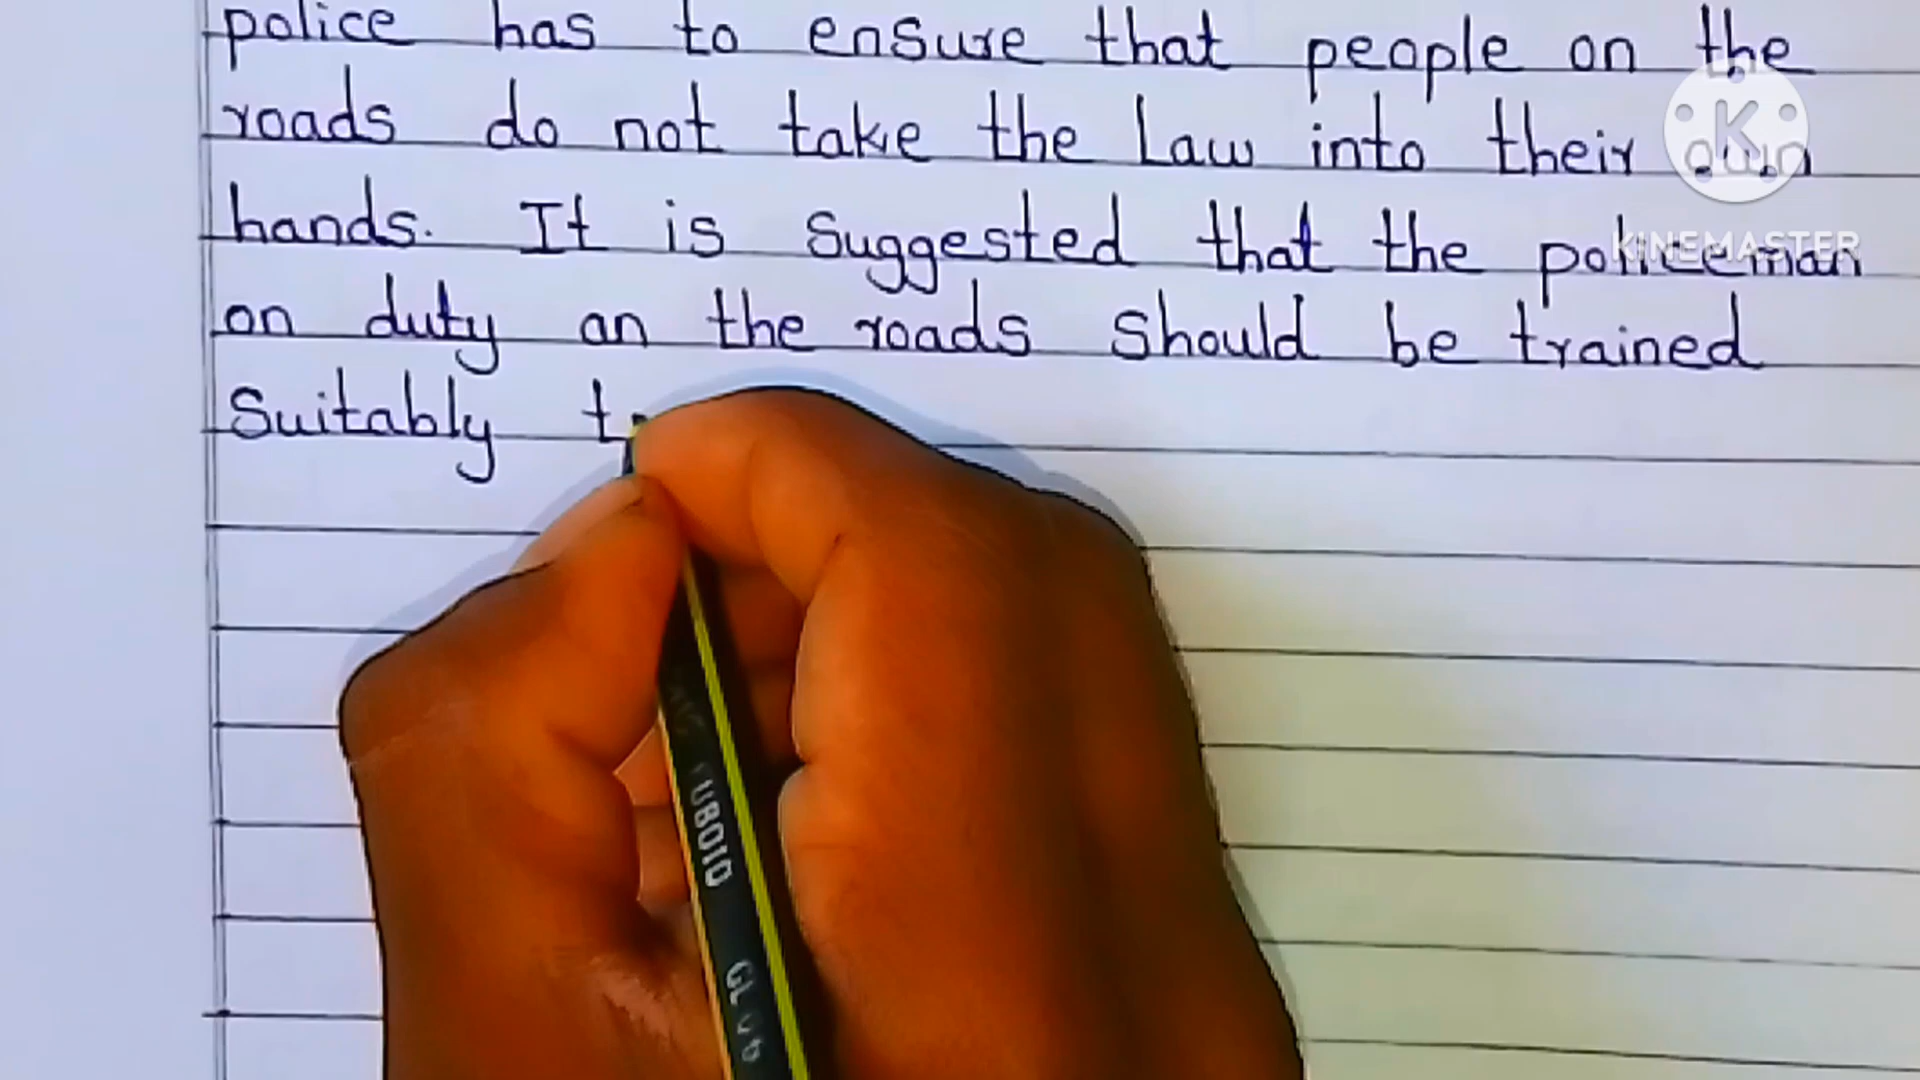 police has to ensure that people on the
roads do not take the Law into their own
hands. It is suggested that the policeman
on duty on the roads should be trained
Suitably
K
KINEMASTER